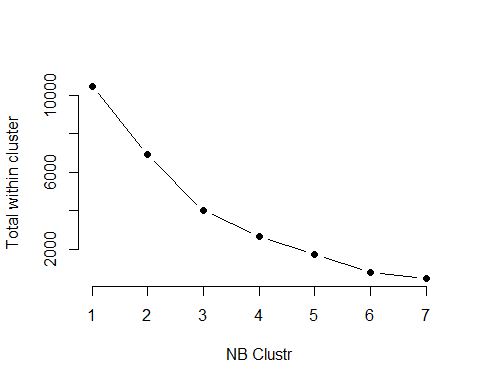 Total within cluster
10000
6000
2000
1 2 3 4 5 6 7
NB Clustr